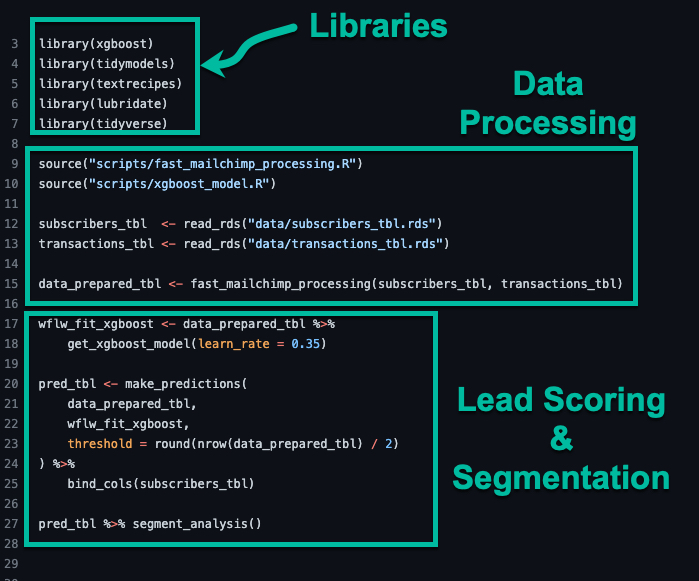 Libraries
3 library(xgboost)
4 library(tidymodels)
5 library(textrecipes)
6 library(lubridate)
7 library(tidyverse)
8
Data
Processing
9 source("scripts/fast_mailchimp_processing.R")
10 source("scripts/xgboost_model.R")
11
12 subscribers_tbl  <- read_rds("data/subscribers_tbl.rds")
13 transactions_tbl <- read_rds("data/transactions_tbl.rds")
14
15 data_prepared_tbl <- fast_mailchimp_processing(subscribers_tbl, transactions_tbl)
16
17 wflw_fit_xgboost <- data_prepared_tbl %>%
18     get_xgboost_model(learn_rate = 0.35)
19
20 pred_tbl <- make_predictions(
21     data_prepared_tbl,
22     wflw_fit_xgboost,
23     threshold = round(nrow(data_prepared_tbl) / 2)
24 ) %>%
25     bind_cols(subscribers_tbl)
26
27 pred_tbl %>% segment_analysis()
28
29
Lead Scoring
&
Segmentation